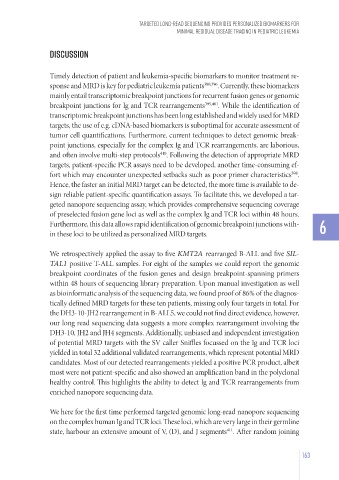 TARGETED LONG-READ SEQUENCING PROVIDES PERSONALIZED BIOMARKERS FOR
MINIMAL RESIDUAL DISEASE TRACING IN PEDIATRIC LEUKEMIA
DISCUSSION
Timely detection of patient and leukemia-specific biomarkers to monitor treatment re-
sponse and MRD is key for pediatric leukemia patients. Currently, these biomarkers
mainly entail transcriptomic breakpoint junctions for recurrent fusion genes or genomic
breakpoint junctions for Ig and TCR rearrangements. While the identification of
transcriptomic breakpoint junctions has been long established and widely used for MRD
targets, the use of e.g. cDNA-based biomarkers is suboptimal for accurate assessment of
tumor cell quantifications. Furthermore, current techniques to detect genomic break-
point junctions, especially for the complex Ig and TCR rearrangements, are laborious,
and often involve multi-step protocols. Following the detection of appropriate MRD
targets, patient-specific PCR assays need to be developed, another time-consuming ef-
fort which may encounter unexpected setbacks such as poor primer characteristics.
Hence, the faster an initial MRD target can be detected, the more time is available to de-
sign reliable patient-specific quantification assays. To facilitate this, we developed a tar-
geted nanopore sequencing assay, which provides comprehensive sequencing coverage
of preselected fusion gene loci as well as the complex Ig and TCR loci within 48 hours.
Furthermore, this data allows rapid identification of genomic breakpoint junctions with-
in these loci to be utilized as personalized MRD targets.
6
We retrospectively applied the assay to five KMT2A rearranged B-ALL and five SIL-
TAL1 positive T-ALL samples. For eight of the samples we could report the genomic
breakpoint coordinates of the fusion genes and design breakpoint-spanning primers
within 48 hours of sequencing library preparation. Upon manual investigation as well
as bioinformatic analysis of the sequencing data, we found proof of 86% of the diagnos-
tically defined MRD targets for these ten patients, missing only four targets in total. For
the DH3-10-JH2 rearrangement in B-ALL5, we could not find direct evidence, however,
our long read sequencing data suggests a more complex rearrangement involving the
DH3-10, JH2 and JH4 segments. Additionally, unbiased and independent investigation
of potential MRD targets with the SV caller Sniffles focussed on the Ig and TCR loci
yielded in total 32 additional validated rearrangements, which represent potential MRD
candidates. Most of our detected rearrangements yielded a positive PCR product, albeit
most were not patient-specific and also showed an amplification band in the polyclonal
healthy control. This highlights the ability to detect Ig and TCR rearrangements from
enriched nanopore sequencing data.
We here for the first time performed targeted genomic long-read nanopore sequencing
on the complex human Ig and TCR loci. These loci, which are very large in their germline
state, harbour an extensive amount of V, (D), and J segments. After random joining
163